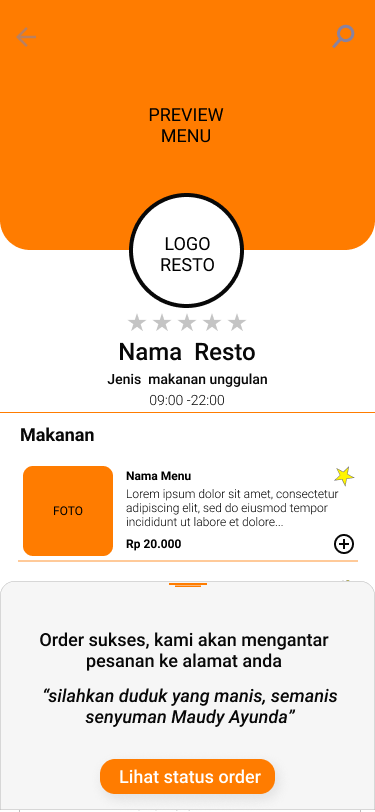 PREVIEW
MENU
LOGO
RESTO
Nama Resto
Jenis makanan unggulan
09:00 -22:00
Makanan
FOTO
Nama Menu
Lorem ipsum dolor sit amet, consectetur
adipiscing elit, sed do eiusmod tempor
incididunt ut labore et dolore...
Rp 20.000
Order sukses, kami akan mengantar
pesanan ke alamat anda
“silahkan duduk yang manis, semanis
senyuman Maudy Ayunda”
Lihat status order